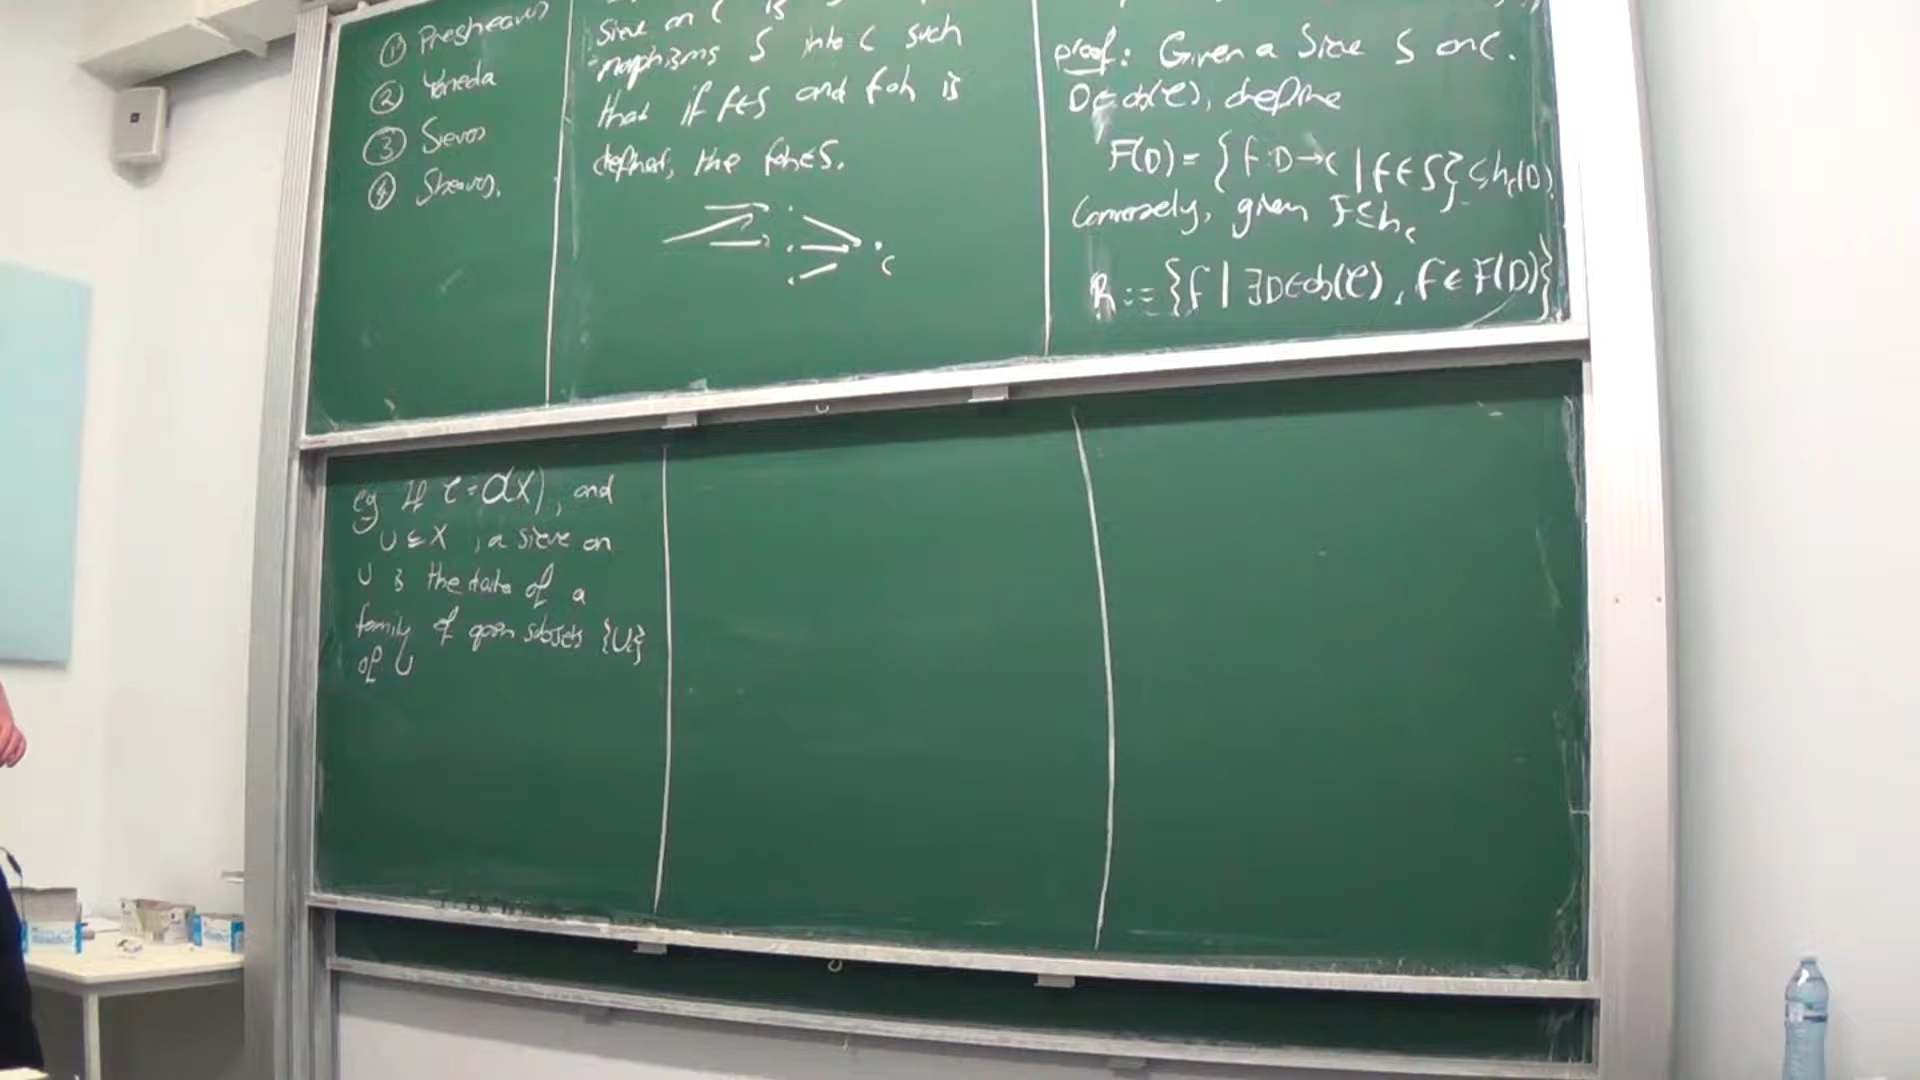 ① Presheaves
② Yoneda
③ Sieves
④ Sheaves.
Sieve on C is
morphisms S into C such
that if f∈S and f∘h is
defined, the f∘h∈S.
C
proof: Given a Sieve S on C.
D∈ob(𝒞), define
F(D) = {f:D→C | f∈S} ⊆ h_c(D)
Conversely, given F⊆h_c
R := {f | ∃D∈ob(𝒞), f∈F(D)}
eg If 𝒞=O(X), and
U⊆X, a sieve on
U is the data of a
family of open subsets {Uᵢ}
of U